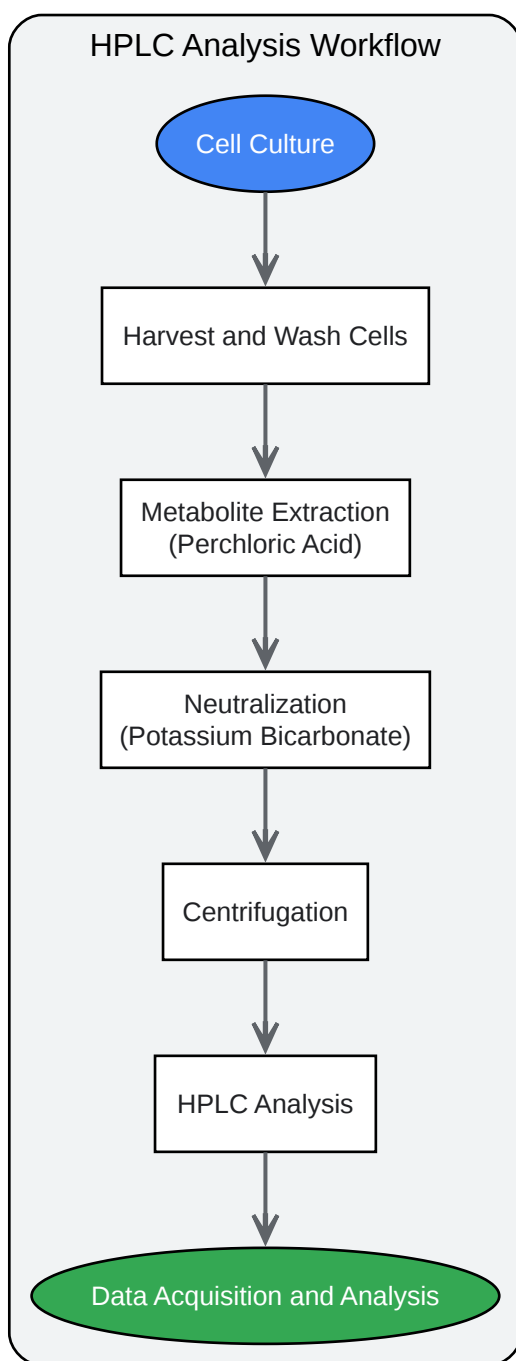 HPLC Analysis Workflow
Cell Culture
Harvest and Wash Cells
Metabolite Extraction
(Perchloric Acid)
Neutralization
(Potassium Bicarbonate)
Centrifugation
HPLC Analysis
Data Acquisition and Analysis